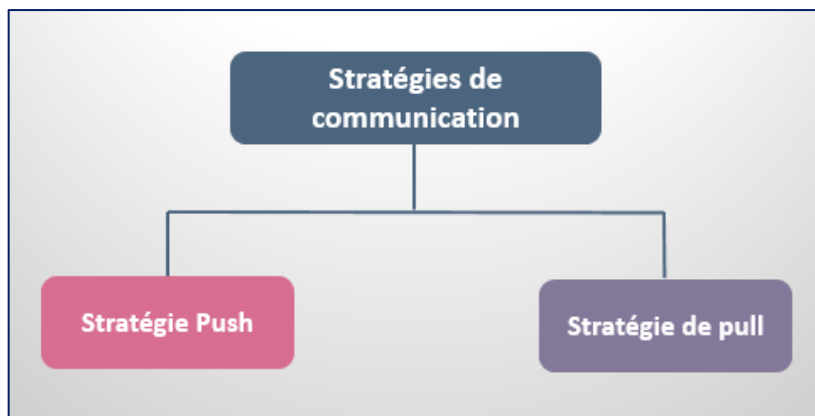 Stratégies de
communication
Stratégie Push
Stratégie de pull